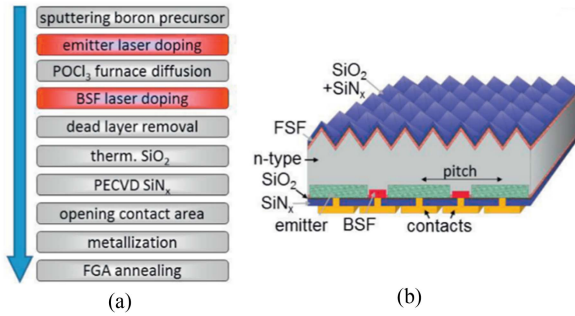 sputtering boron precursor
emitter laser doping
POCl₃ furnace diffusion
BSF laser doping
dead layer removal
therm. SiO₂
PECVD SiNₓ
opening contact area
metallization
FGA annealing
(a)
SiO₂
+SiNₓ
FSF
n-type
pitch
SiO₂
SiNₓ
emitter
BSF
contacts
(b)